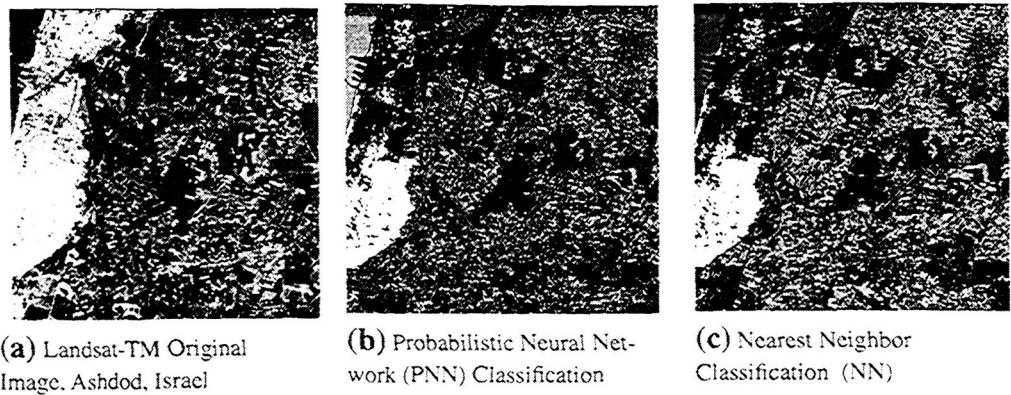 (a) Landsat-TM Original
Image, Ashdod, Israel
(b) Probabilistic Neural Net-
work (PNN) Classification
(c) Nearest Neighbor
Classification (NN)